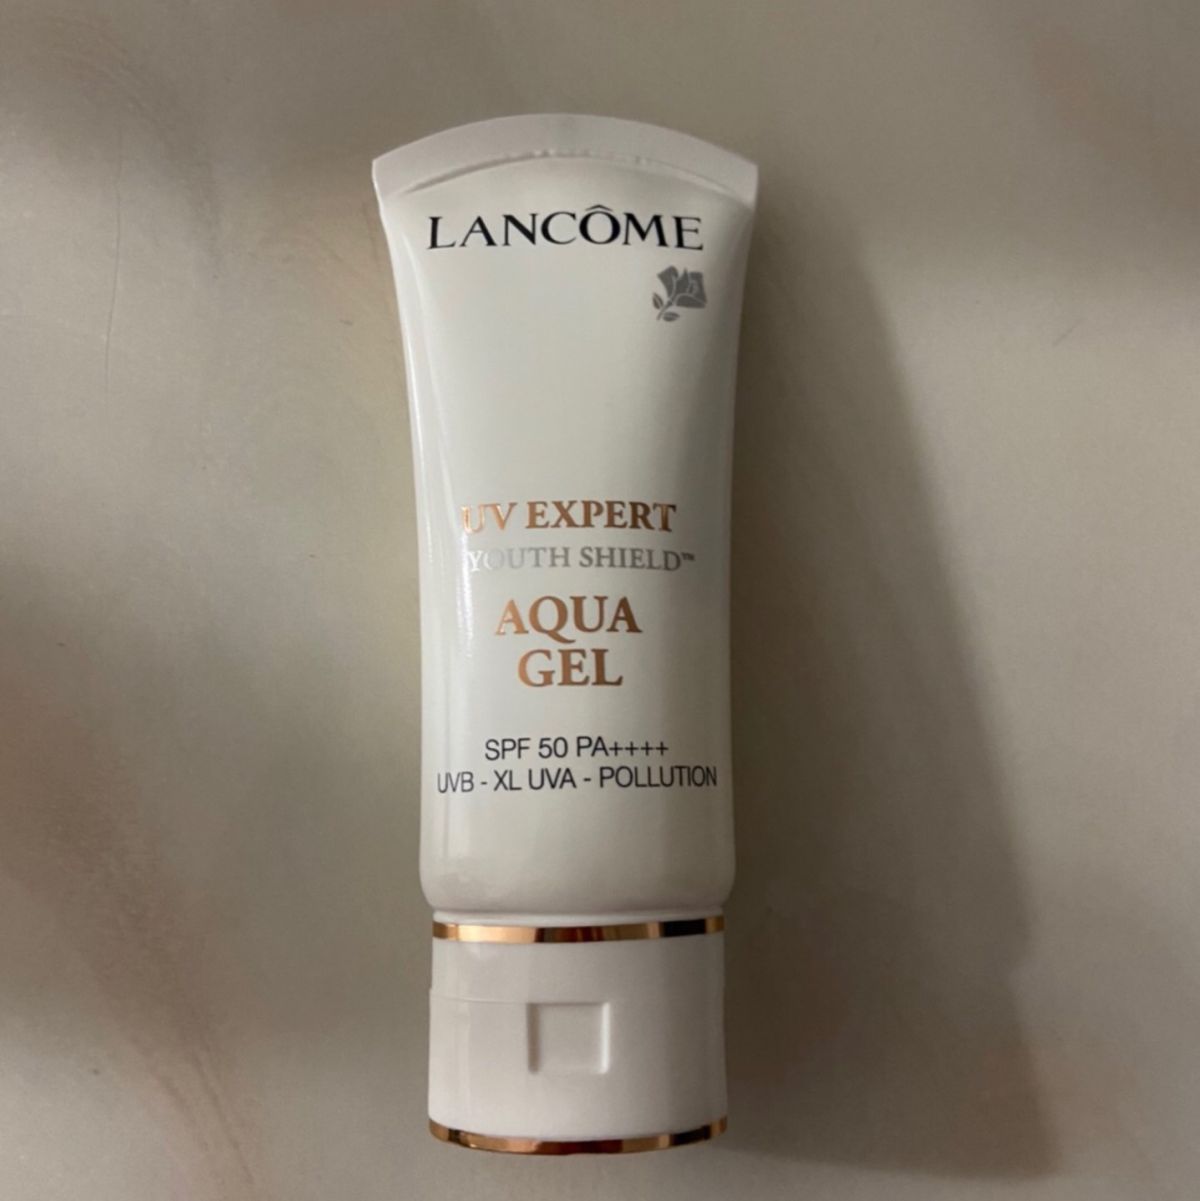 LANCÔME
UV EXPERT
YOUTH SHIELD™
AQUA
GEL
SPF 50 PA++++
UVB - XL UVA - POLLUTION